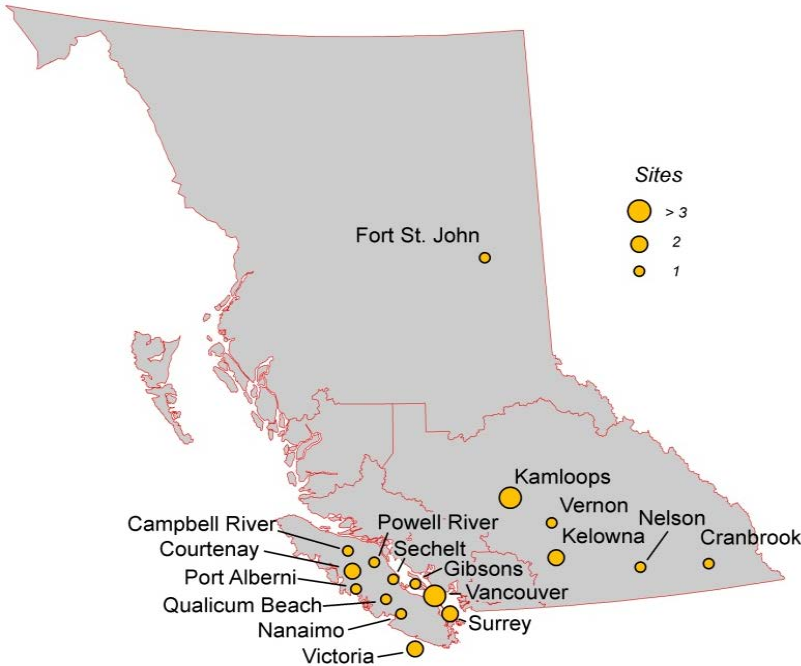 Sites
> 3
2
1
Fort St. John
Kamloops
Vernon
Kelowna
Nelson
Cranbrook
Campbell River
Powell River
Courtenay
Sechelt
Port Alberni
Gibsons
Vancouver
Qualicum Beach
Surrey
Nanaimo
Victoria